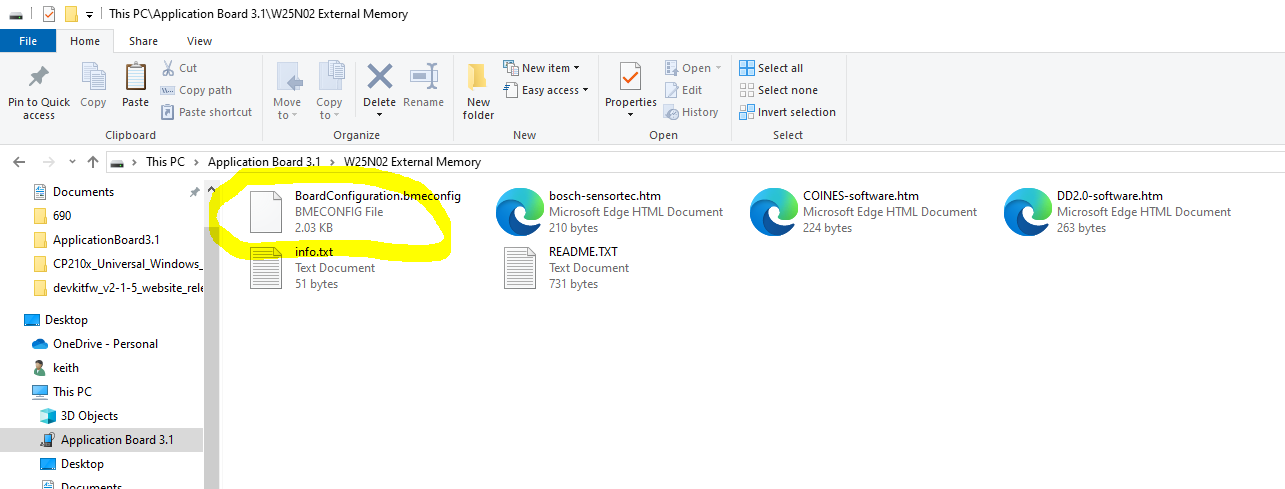 This PC\Application Board 3.1\W25N02 External Memory
File Home Share View
Pin to Quick access
Copy
Paste
Cut
Copy path
Paste shortcut
Clipboard
Move to
Copy to
Delete
Rename
Organize
New folder
New item
Easy access
New
Properties
Open
Edit
History
Open
Select all
Select none
Invert selection
Select
This PC > Application Board 3.1 > W25N02 External Memory
Documents
690
ApplicationBoard3.1
CP210x_Universal_Windows_
devkitfw_v2-1-5_website_rele
Desktop
OneDrive - Personal
keith
This PC
3D Objects
Application Board 3.1
Desktop
Documents
BoardConfiguration.bmeconfig
BMECONFIG File
2.03 KB
bosch-sensortec.htm
Microsoft Edge HTML Document
210 bytes
COINES-software.htm
Microsoft Edge HTML Document
224 bytes
DD2.0-software.htm
Microsoft Edge HTML Document
263 bytes
info.txt
Text Document
51 bytes
README.TXT
Text Document
731 bytes